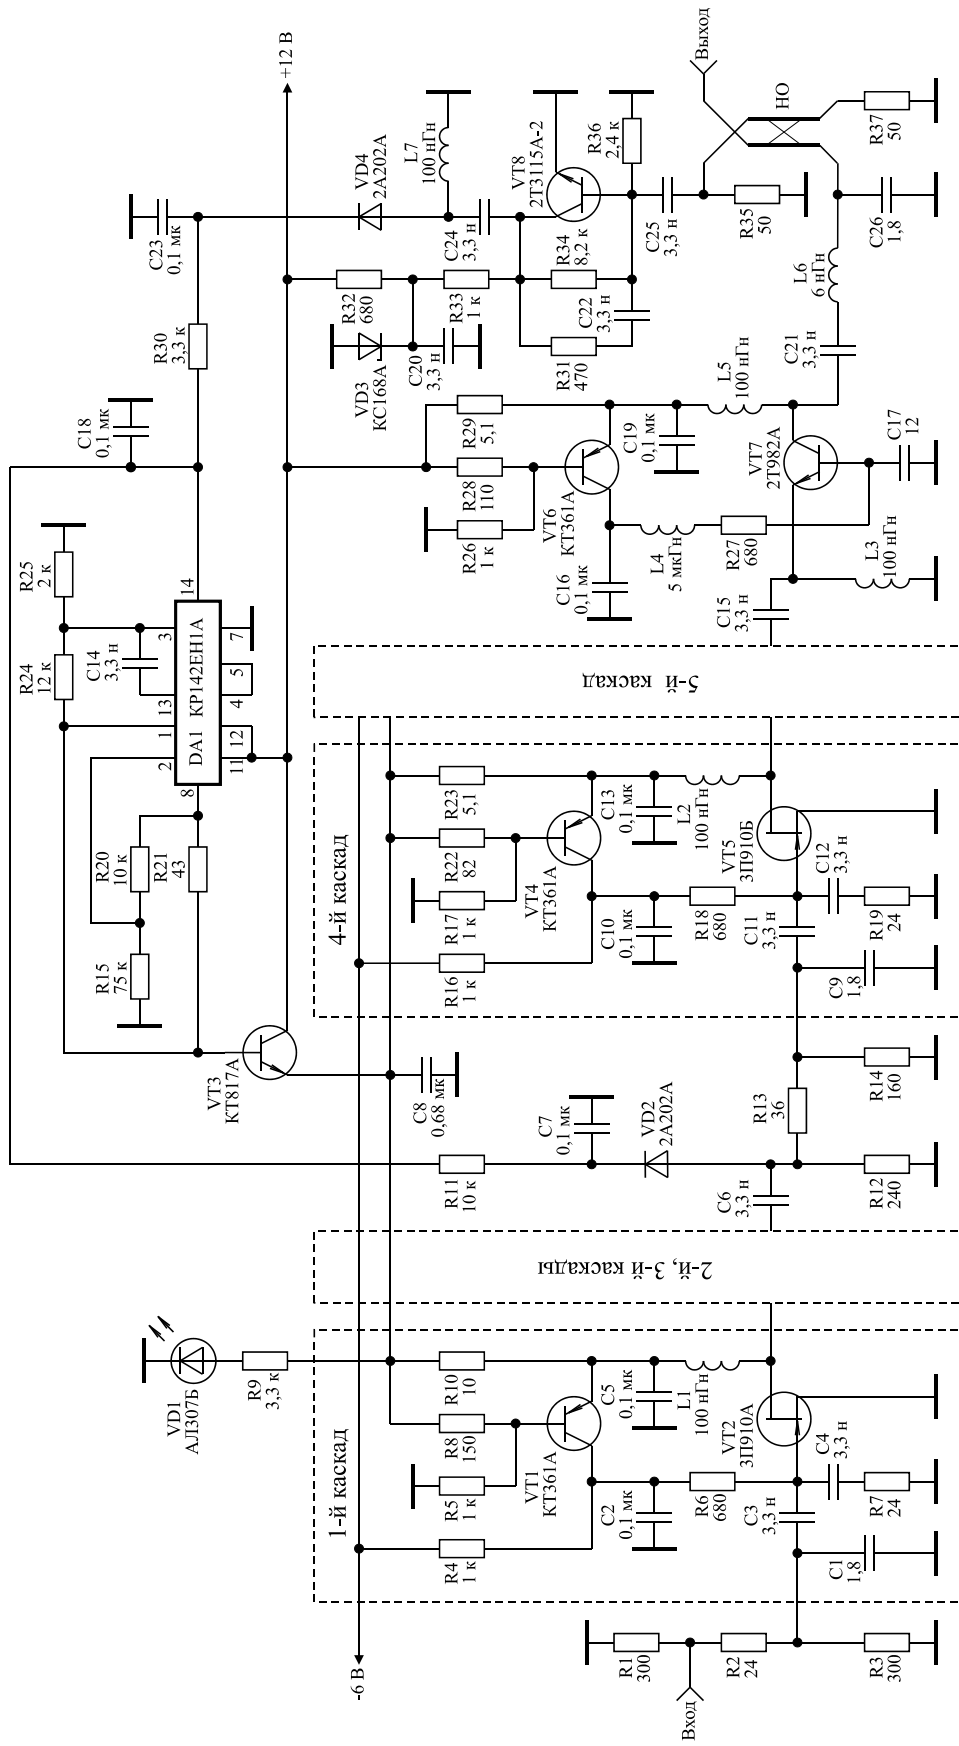 Вход
R1
300
R2
24
R3
300
-6 В
1-й каскад
R4
1 к
R5
1 к
R8
150
R10
10
VT1
КТ361А
C2
0,1 мк
C5
0,1 мк
L1
100 нГн
R6
680
VT2
3П910А
C3
3,3 н
C4
3,3 н
C1
1,8
R7
24
VD1
АЛ307Б
R9
3,3 к
2-й, 3-й каскады
R11
10 к
C7
0,1 мк
VD2
2А202А
C6
3,3 н
R12
240
R13
36
R14
160
C8
0,68 мк
VT3
КТ817А
R15
75 к
R20
10 к
R21
43
4-й каскад
R16
1 к
R17
1 к
R22
82
R23
5,1
VT4
КТ361А
C10
0,1 мк
C13
0,1 мк
L2
100 нГн
R18
680
VT5
3П910Б
C11
3,3 н
C12
3,3 н
C9
1,8
R19
24
8
2
1
13
3
14
DA1
КР142ЕН1А
11
12
4
5
7
R24
12 к
R25
2 к
C14
3,3 н
5-й каскад
C15
3,3 н
L3
100 нГн
C16
0,1 мк
L4
5 мкГн
R27
680
VT6
КТ361А
R26
1 к
R28
110
R29
5,1
C19
0,1 мк
L5
100 нГн
VT7
2Т982А
C17
12
C18
0,1 мк
R30
3,3 к
C23
0,1 мк
+12 В
VD3
КС168А
R32
680
C20
3,3 н
R33
1 к
R31
470
C22
3,3 н
R34
8,2 к
VD4
2А202А
L7
100 нГн
C24
3,3 н
VT8
2Т3115А-2
R36
2,4 к
C25
3,3 н
R35
50
C21
3,3 н
L6
6 нГн
C26
1,8
НО
R37
50
Выход